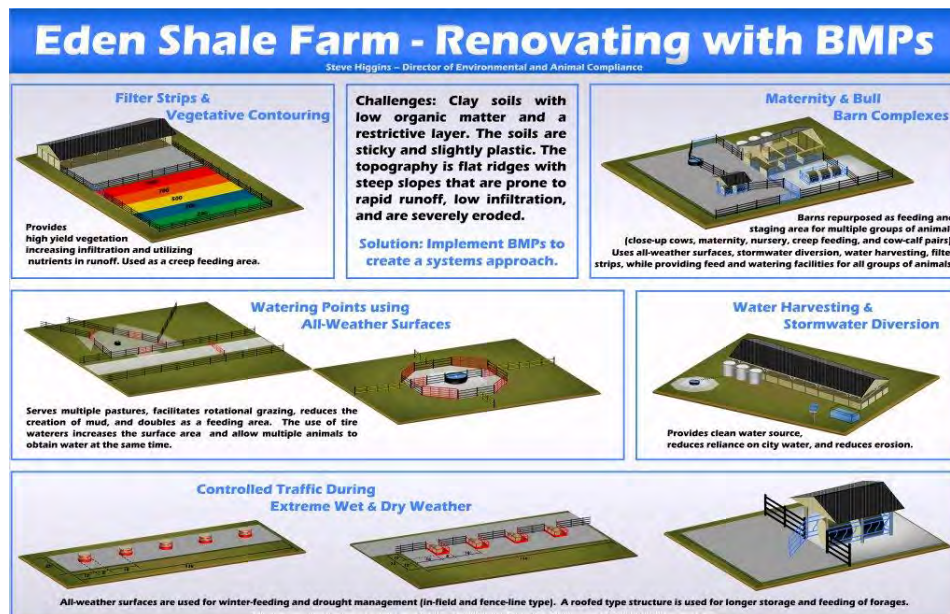 Eden Shale Farm - Renovating with BMPs
Steve Higgins – Director of Environmental and Animal Compliance
Filter Strips &
Vegetative Contouring
Provides
high yield vegetation
increasing infiltration and utilizing
nutrients in runoff. Used as a creep feeding area.
Challenges: Clay soils with
low organic matter and a
restrictive layer. The soils are
sticky and slightly plastic. The
topography is flat ridges with
steep slopes that are prone to
rapid runoff, low infiltration,
and are severely eroded.
Solution: Implement BMPs to
create a systems approach.
Maternity & Bull
Barn Complexes
Barns repurposed as feeding and
staging area for multiple groups of animal
(close-up cows, maternity, nursery, creep feeding, and cow-calf pairs)
Uses all-weather surfaces, stormwater diversion, water harvesting, filte
strips, while providing feed and watering facilities for all groups of animals
Watering Points using
All-Weather Surfaces
Serves multiple pastures, facilitates rotational grazing, reduces the
creation of mud, and doubles as a feeding area. The use of tire
waterers increases the surface area and allow multiple animals to
obtain water at the same time.
Water Harvesting &
Stormwater Diversion
Provides clean water source,
reduces reliance on city water, and reduces erosion.
Controlled Traffic During
Extreme Wet & Dry Weather
All-weather surfaces are used for winter-feeding and drought management (in-field and fence-line type). A roofed type structure is used for longer storage and feeding of forages.